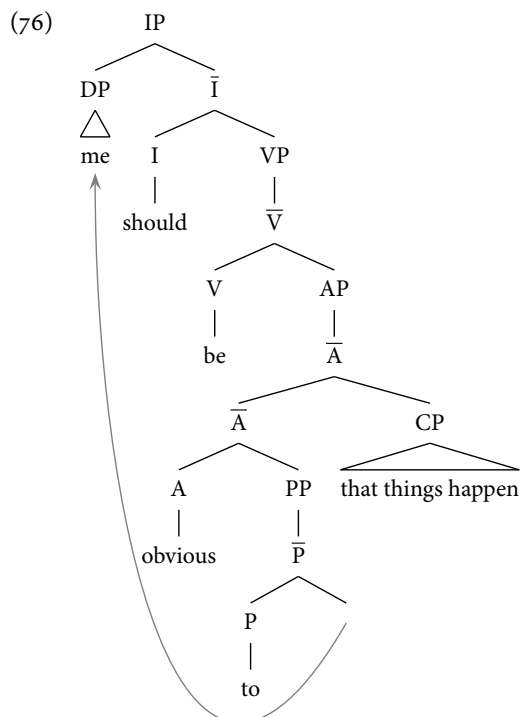 (76) IP
DP I̅
me I VP
should V̅
V AP
be A̅
A̅ CP
A PP that things happen
obvious P̅
P
to